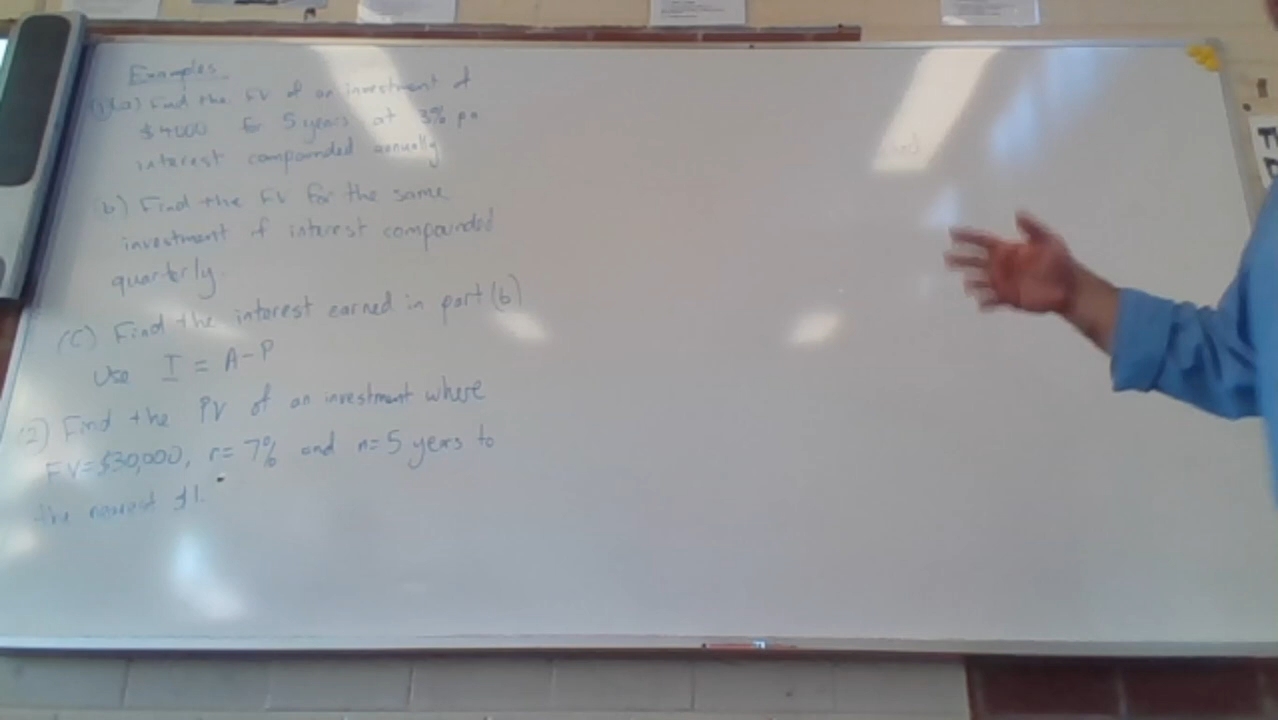 Examples
(1)(a) Find the FV of an investment of
$4000 for 5 years at 3% pa
interest compounded annually
b) Find the FV for the same
investment if interest compounded
quarterly.
(c) Find the interest earned in part (b)
Use I = A-P
(2) Find the PV of an investment where
FV=$30,000, r= 7% and n=5 years to
the nearest $1.